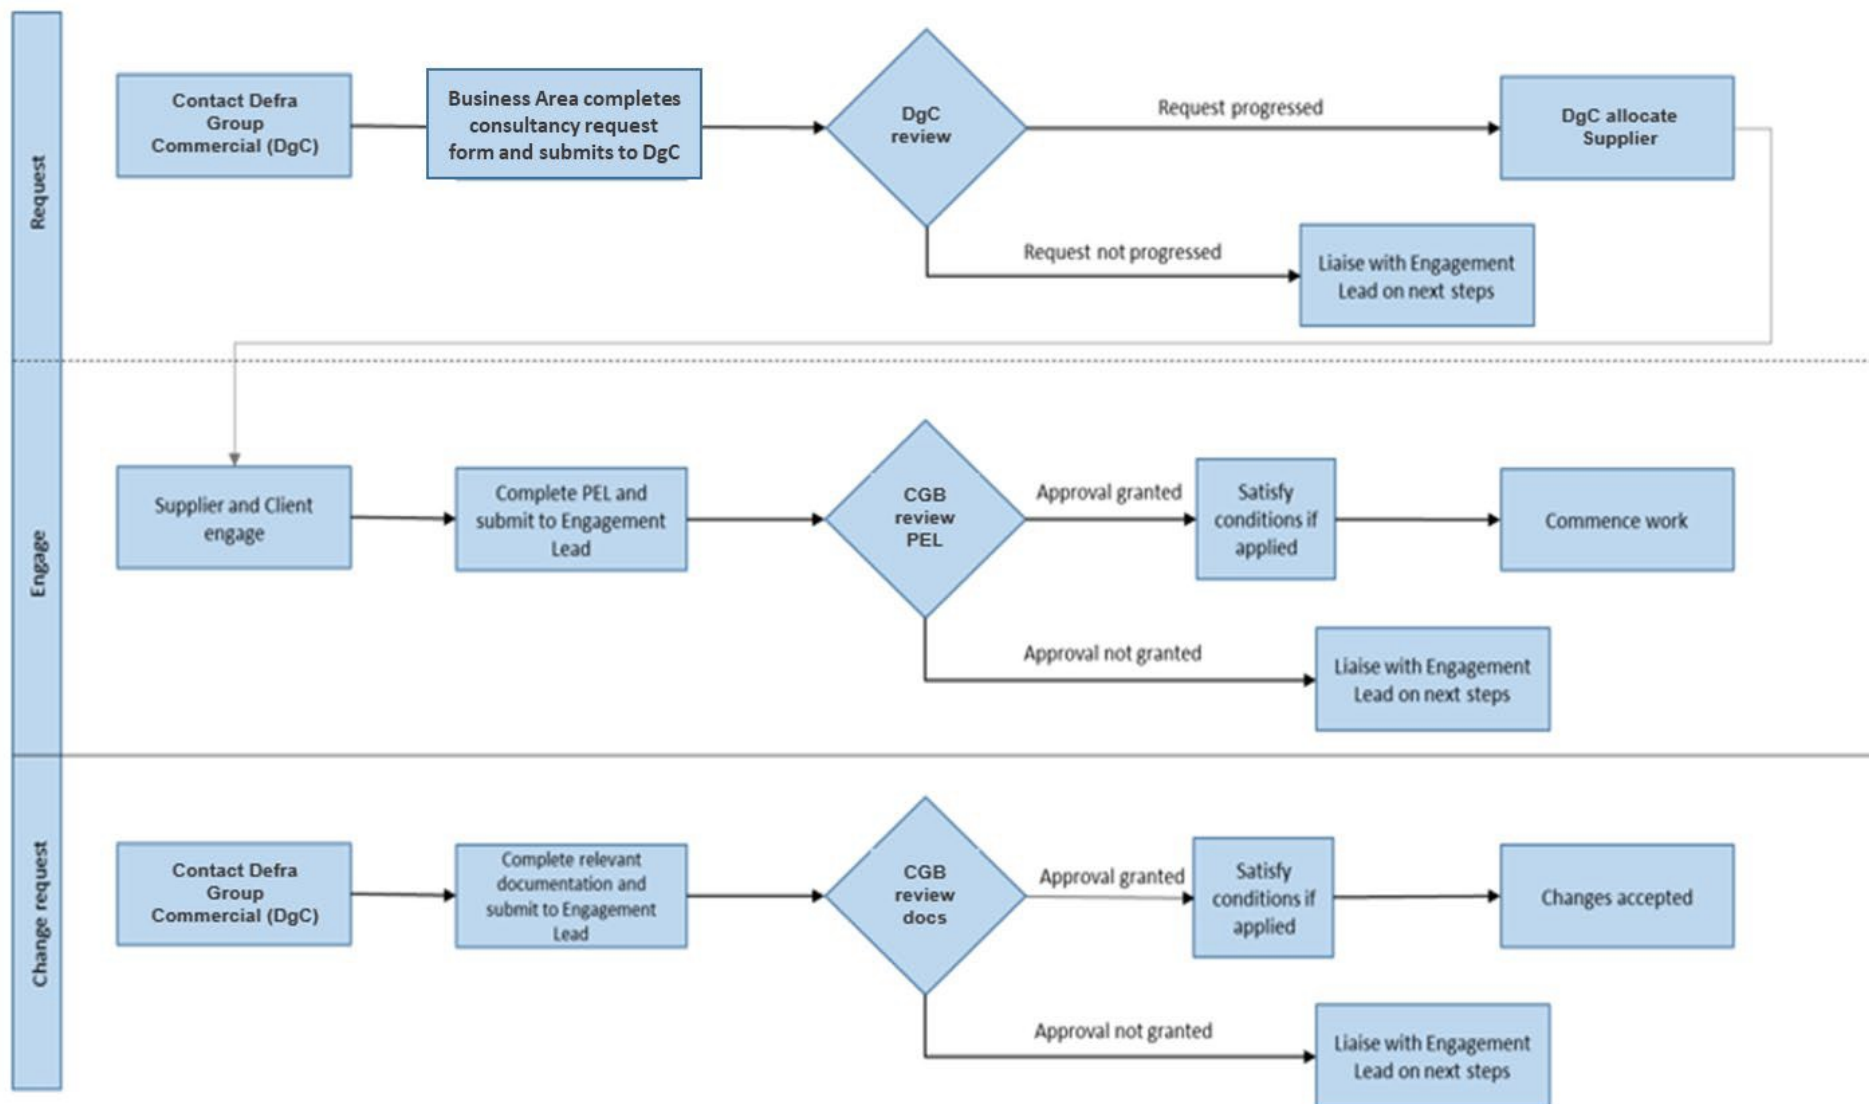 Request
Contact Defra
Group
Commercial (DgC)
Business Area completes
consultancy request
form and submits to DgC
DgC
review
Request progressed
DgC allocate
Supplier
Request not progressed
Liaise with Engagement
Lead on next steps
Engage
Supplier and Client
engage
Complete PEL and
submit to Engagement
Lead
CGB
review
PEL
Approval granted
Satisfy
conditions if
applied
Commence work
Approval not granted
Liaise with Engagement
Lead on next steps
Change request
Contact Defra
Group
Commercial (DgC)
Complete relevant
documentation and
submit to Engagement
Lead
CGB
review
docs
Approval granted
Satisfy
conditions if
applied
Changes accepted
Approval not granted
Liaise with Engagement
Lead on next steps